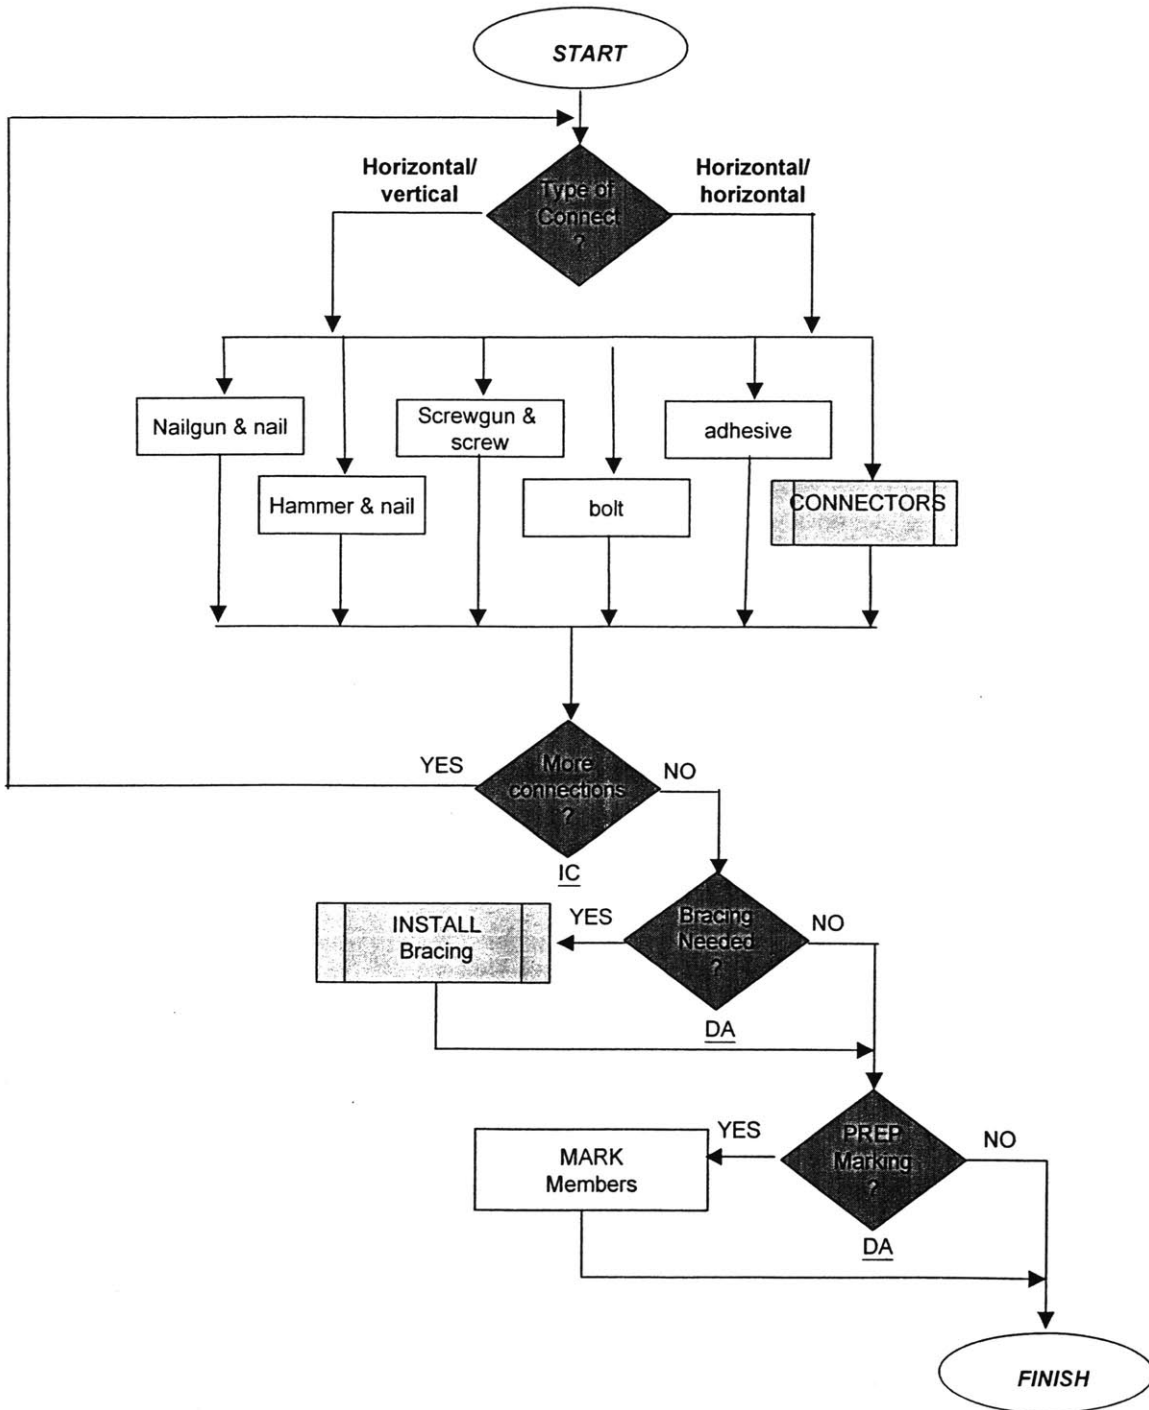 START
Horizontal/
vertical
Type of
Connect
?
Horizontal/
horizontal
Nailgun & nail
Hammer & nail
Screwgun &
screw
bolt
adhesive
CONNECTORS
YES
More
connections
?
NO
IC
INSTALL
Bracing
YES
Bracing
Needed
?
NO
DA
MARK
Members
YES
PREP
Marking
?
NO
DA
FINISH